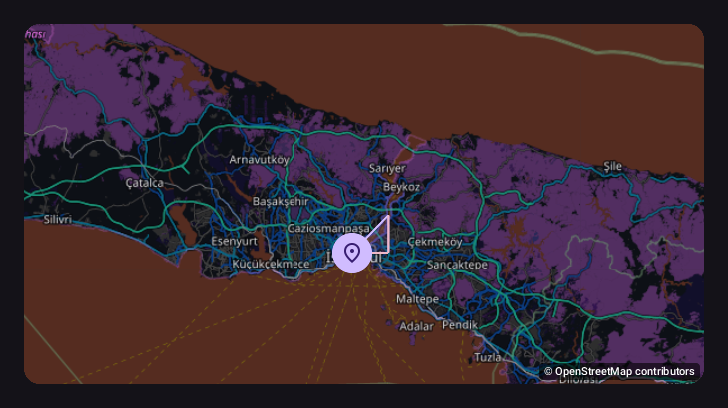 Sarıyer
Arnavutköy
Şile
Çatalca
Beykoz
Başakşehir
Silivri
Gaziosmanpaşa
Esenyurt
Çekmeköy
Küçükçekmece
Sancaktepe
Maltepe
Adalar
Pendik
Tuzla
© OpenStreetMap contributors